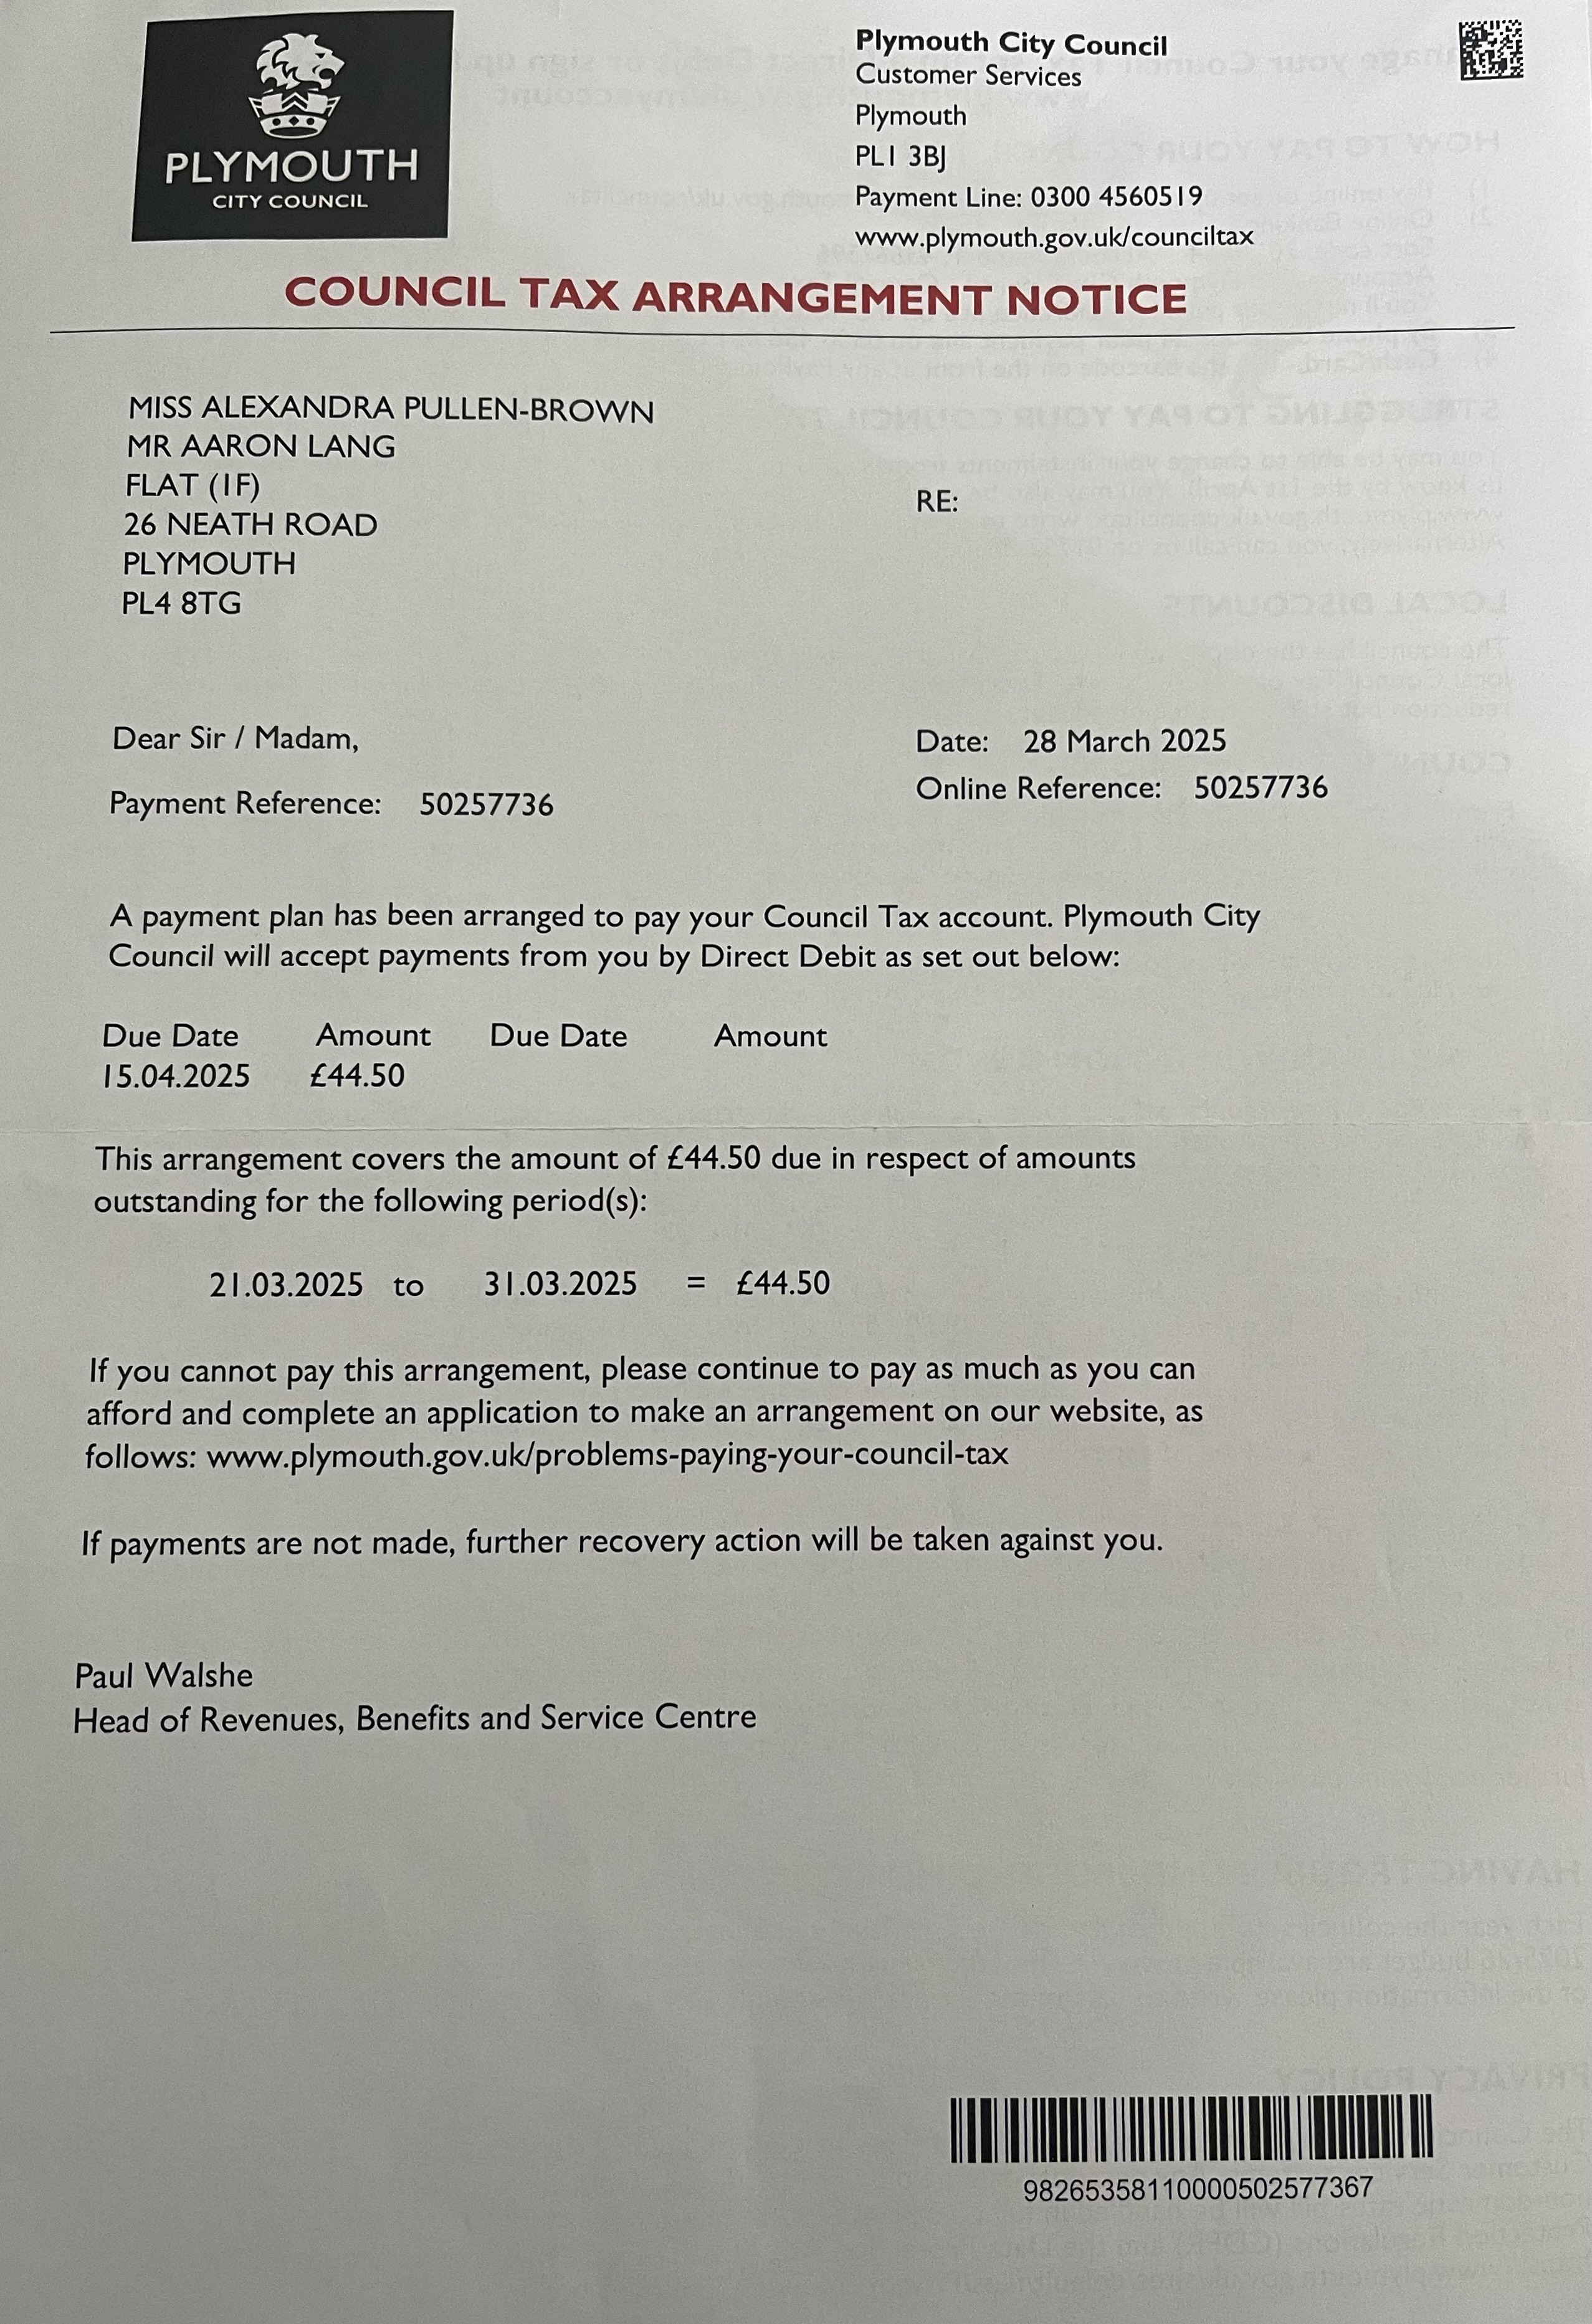 PLYMOUTH
CITY COUNCIL
Plymouth City Council
Customer Services
Plymouth
PL1 3BJ
Payment Line: 0300 4560519
www.plymouth.gov.uk/counciltax
COUNCIL TAX ARRANGEMENT NOTICE
MISS ALEXANDRA PULLEN-BROWN
MR AARON LANG
FLAT (1F)
26 NEATH ROAD
PLYMOUTH
PL4 8TG
RE:
Dear Sir / Madam,
Date: 28 March 2025
Payment Reference: 50257736
Online Reference: 50257736
A payment plan has been arranged to pay your Council Tax account. Plymouth City
Council will accept payments from you by Direct Debit as set out below:
Due Date Amount Due Date Amount
15.04.2025 £44.50
This arrangement covers the amount of £44.50 due in respect of amounts
outstanding for the following period(s):
21.03.2025 to 31.03.2025 = £44.50
If you cannot pay this arrangement, please continue to pay as much as you can
afford and complete an application to make an arrangement on our website, as
follows: www.plymouth.gov.uk/problems-paying-your-council-tax
If payments are not made, further recovery action will be taken against you.
Paul Walshe
Head of Revenues, Benefits and Service Centre
98265358110000502577367